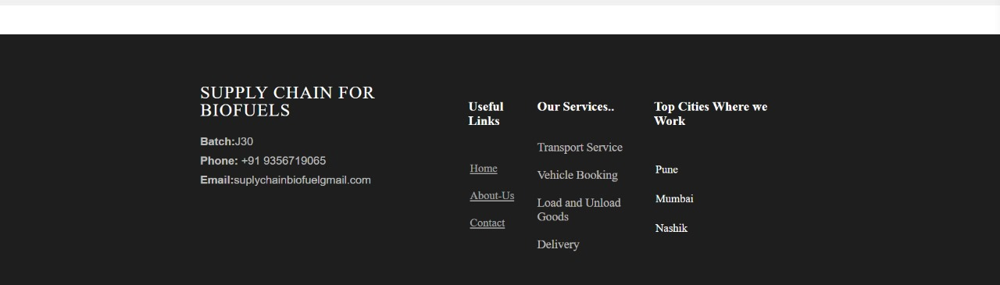 SUPPLY CHAIN FOR
BIOFUELS
Batch:J30
Phone: +91 9356719065
Email:suplychainbiofuelgmail.com
Useful
Links
Home
About-Us
Contact
Our Services..
Transport Service
Vehicle Booking
Load and Unload
Goods
Delivery
Top Cities Where we
Work
Pune
Mumbai
Nashik